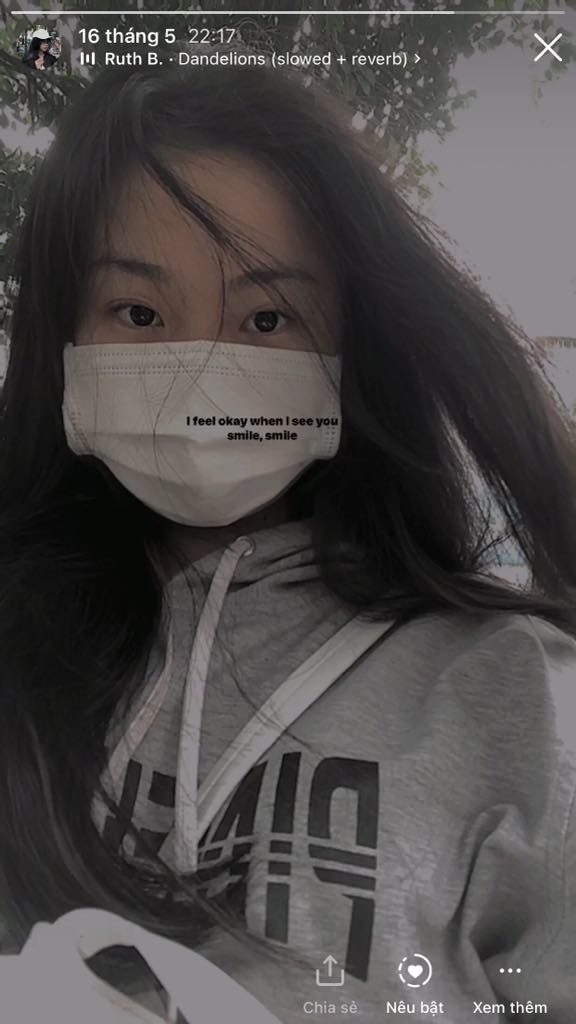 16 tháng 5 22:17
Ruth B. · Dandelions (slowed + reverb) >
I feel okay when I see you
smile, smile
Chia sẻ
Nêu bật
Xem thêm